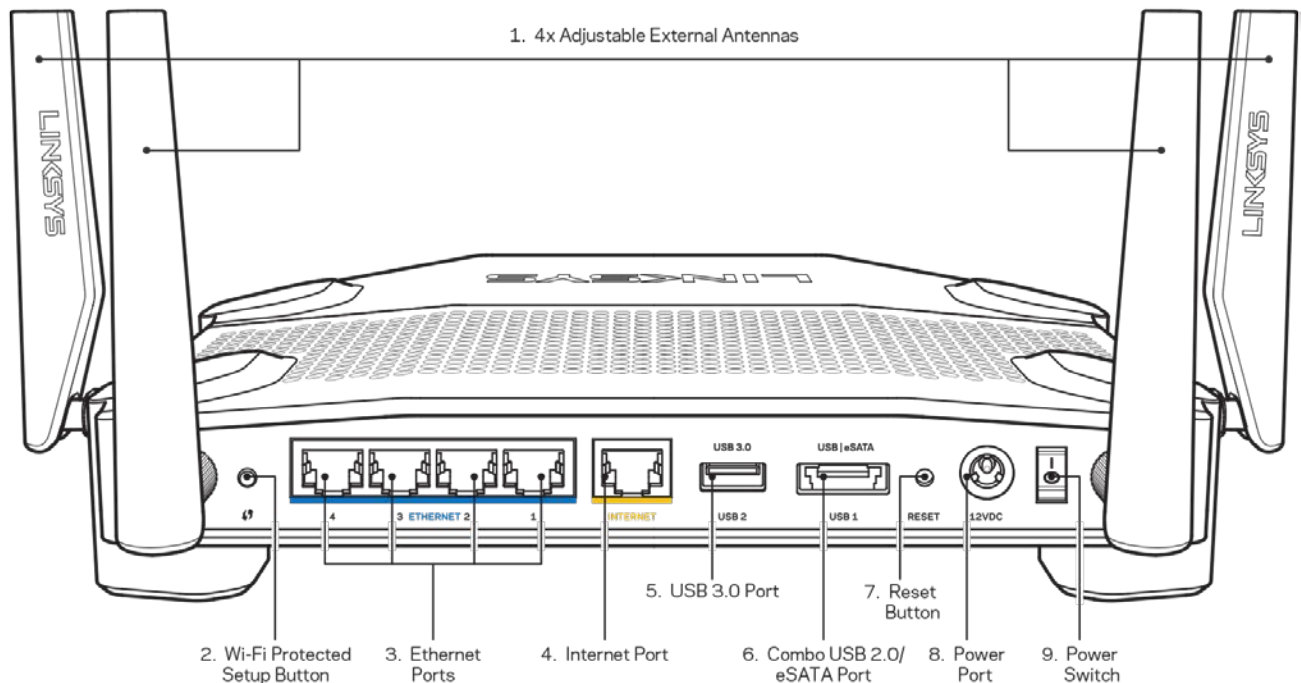 1. 4x Adjustable External Antennas
LINKSYS
LINKSYS
LINKSYS
USB 3.0
USB|eSATA
4
3 ETHERNET 2
1
INTERNET
USB 2
USB 1
RESET
12VDC
5. USB 3.0 Port
7. Reset
Button
2. Wi-Fi Protected
Setup Button
3. Ethernet
Ports
4. Internet Port
6. Combo USB 2.0/
eSATA Port
8. Power
Port
9. Power
Switch